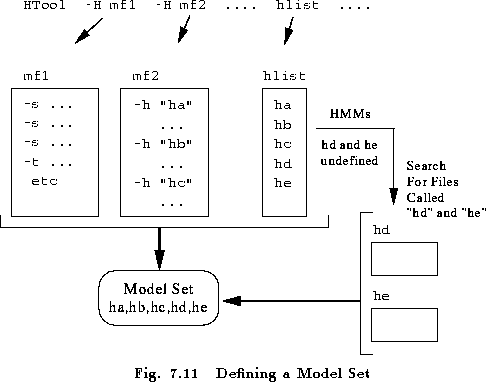 HTool -H mf1 -H mf2 .... hlist ....
mf1
-s ...
-s ...
-s ...
-t ...
etc
mf2
-h "ha"
...
-h "hb"
...
-h "hc"
...
hlist
ha
hb
hc
hd
he
HMMs
hd and he
undefined
Search
For Files
Called
"hd" and "he"
hd
he
Model Set
ha,hb,hc,hd,he
Fig. 7.11 Defining a Model Set